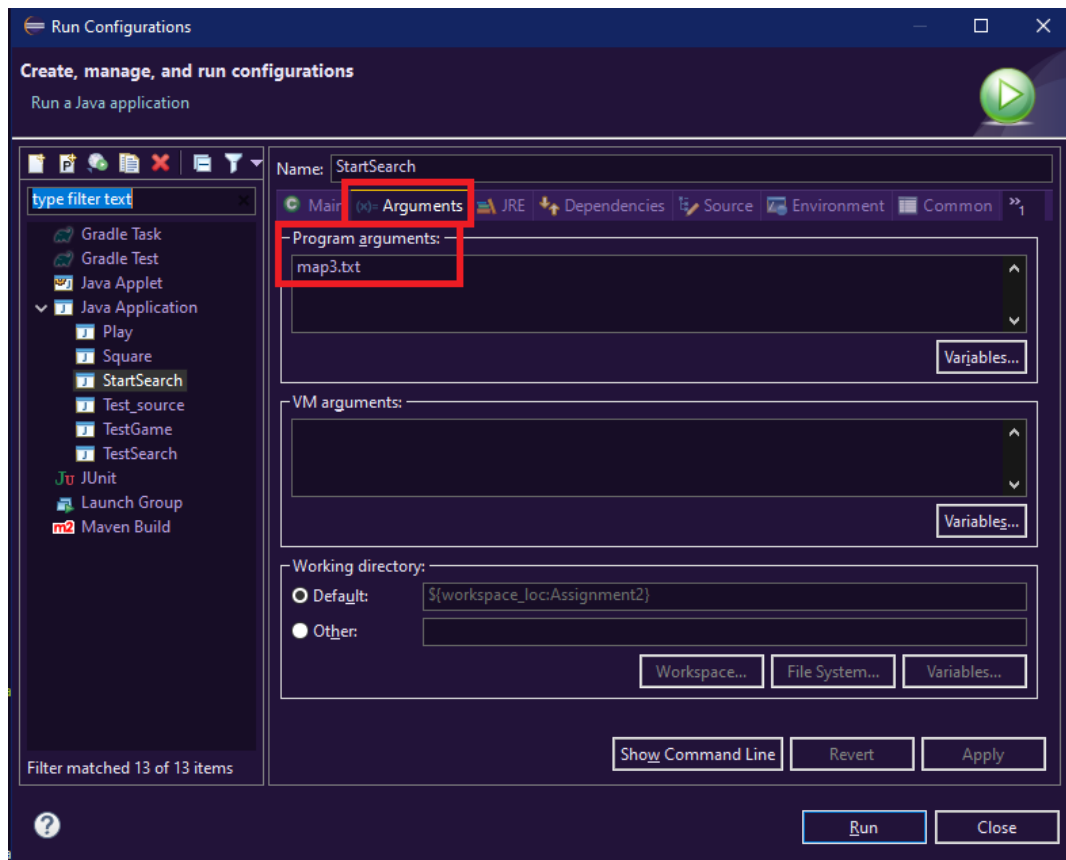 Run Configurations
Create, manage, and run configurations
Run a Java application
type filter text
Gradle Task
Gradle Test
Java Applet
Java Application
Play
Square
StartSearch
Test_source
TestGame
TestSearch
JUnit
Launch Group
Maven Build
Filter matched 13 of 13 items
Name: StartSearch
Main (x)= Arguments JRE Dependencies Source Environment Common »1
Program arguments:
map3.txt
Variables...
VM arguments:
Variables...
Working directory:
Default: ${workspace_loc:Assignment2}
Other:
Workspace... File System... Variables...
Show Command Line Revert Apply
Run Close